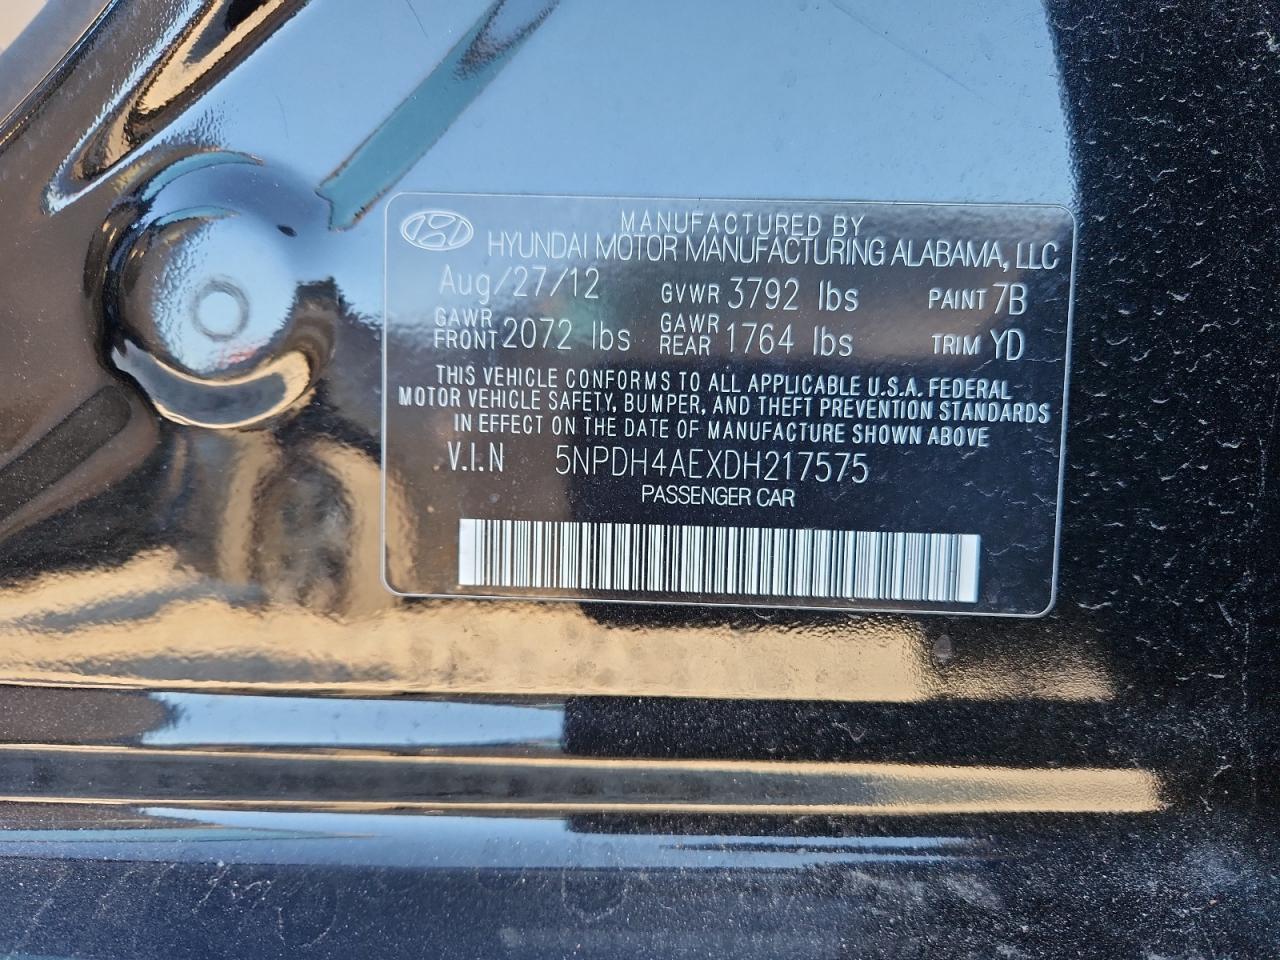 MANUFACTURED BY
HYUNDAI MOTOR MANUFACTURING ALABAMA, LLC
Aug/27/12 GVWR 3792 lbs PAINT 7B
GAWR FRONT 2072 lbs GAWR REAR 1764 lbs TRIM YD
THIS VEHICLE CONFORMS TO ALL APPLICABLE U.S.A. FEDERAL
MOTOR VEHICLE SAFETY, BUMPER, AND THEFT PREVENTION STANDARDS
IN EFFECT ON THE DATE OF MANUFACTURE SHOWN ABOVE
V.I.N 5NPDH4AEXDH217575
PASSENGER CAR